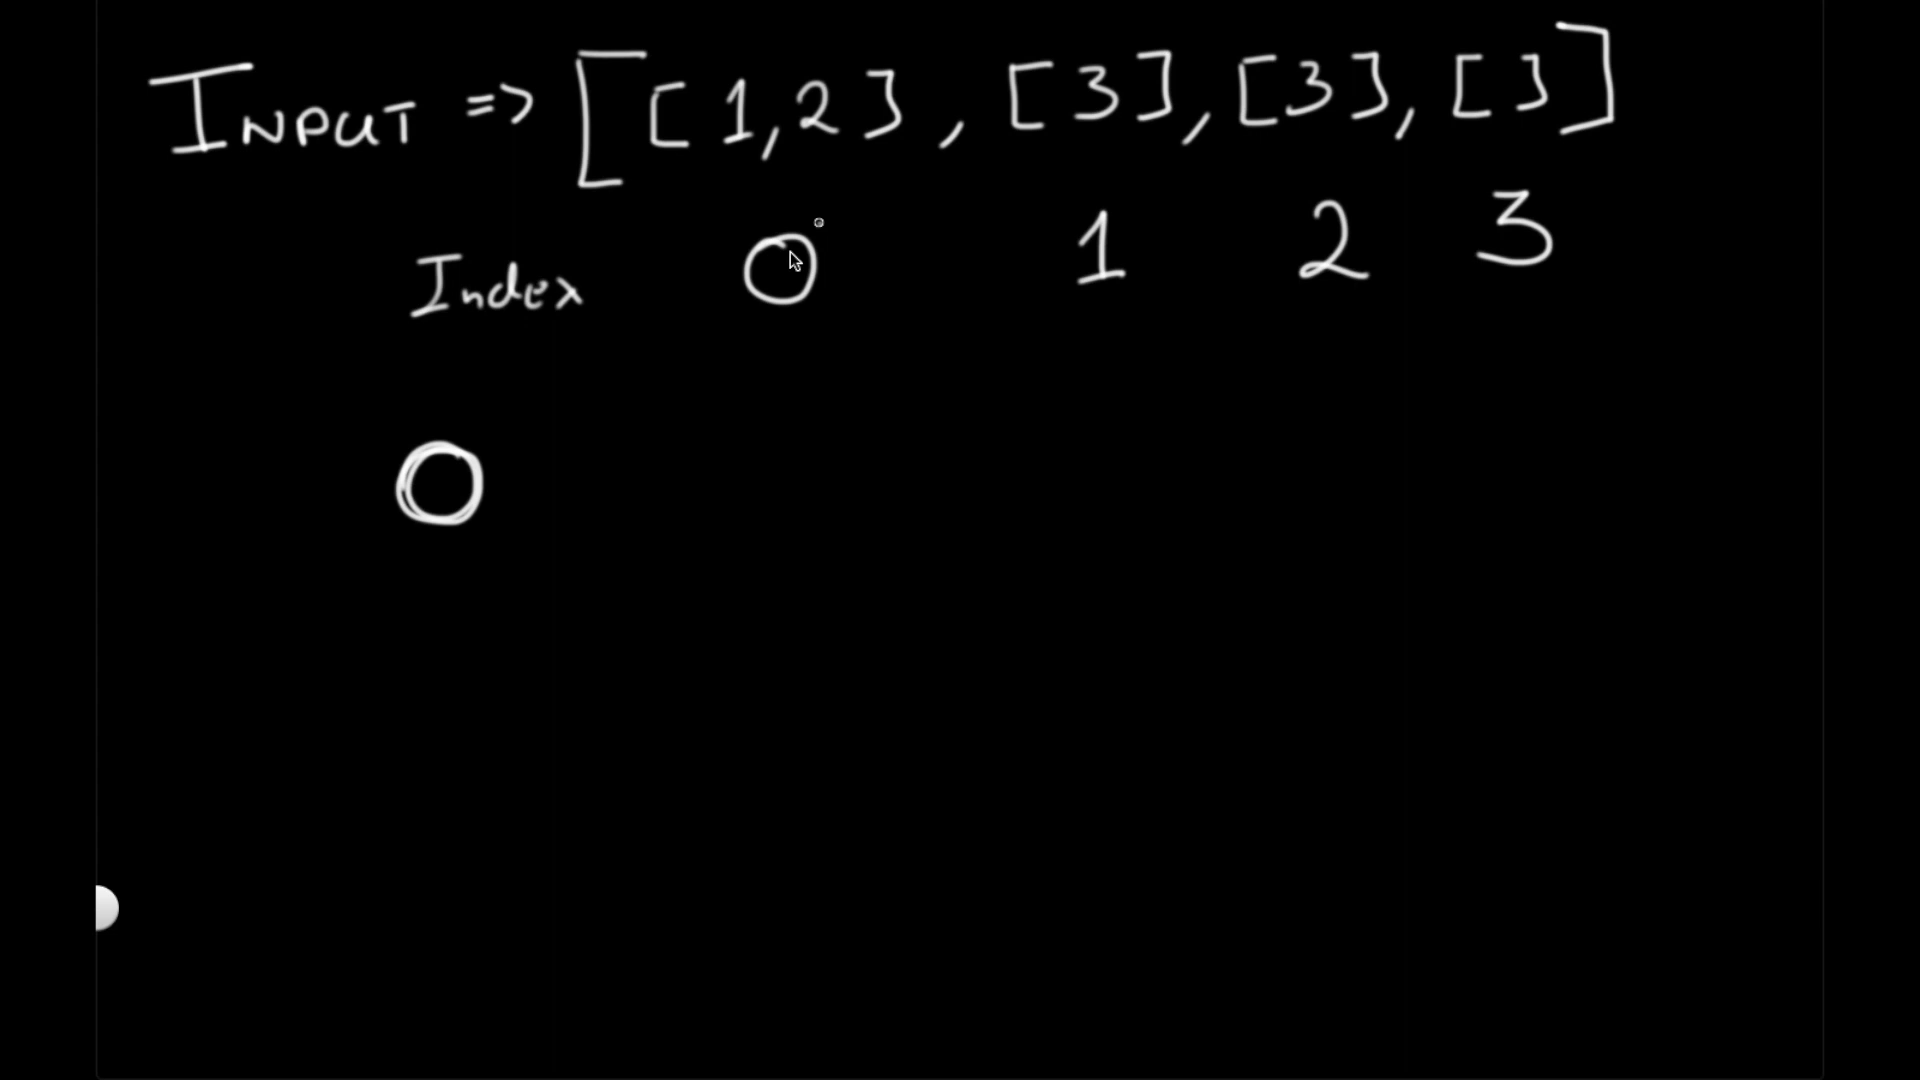 INPUT => [[1,2], [3], [3], []]
Index 0 1 2 3
0